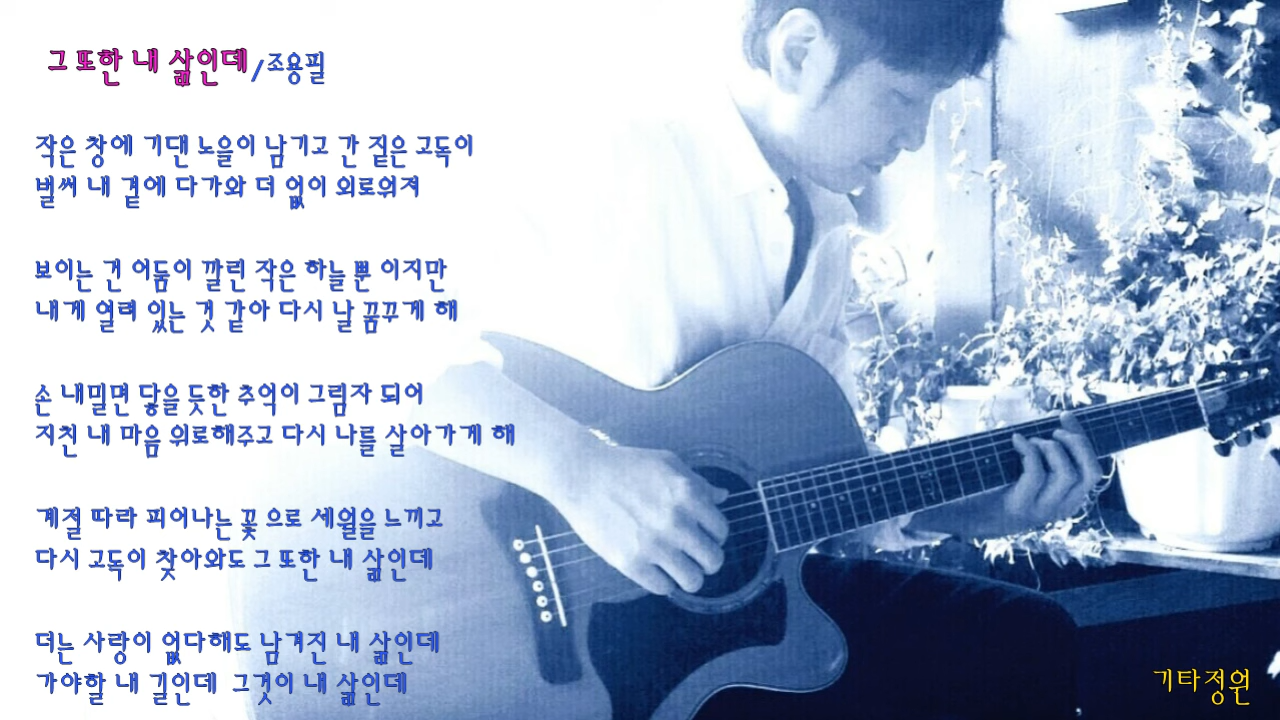 그 또한 내 삶인데/조용필
작은 창에 기댄 노을이 남기고 간 짙은 고독이
벌써 내 곁에 다가와 더 없이 외로워져
보이는 건 어둠이 깔린 작은 하늘 뿐 이지만
내게 열려 있는 것 같아 다시 날 꿈꾸게 해
손 내밀면 닿을 듯한 추억이 그림자 되어
지친 내 마음 위로해주고 다시 나를 살아가게 해
계절 따라 피어나는 꽃 으로 세월을 느끼고
다시 고독이 찾아와도 그 또한 내 삶인데
더는 사랑이 없다해도 남겨진 내 삶인데
가야할 내 길인데 그것이 내 삶인데
기타정원